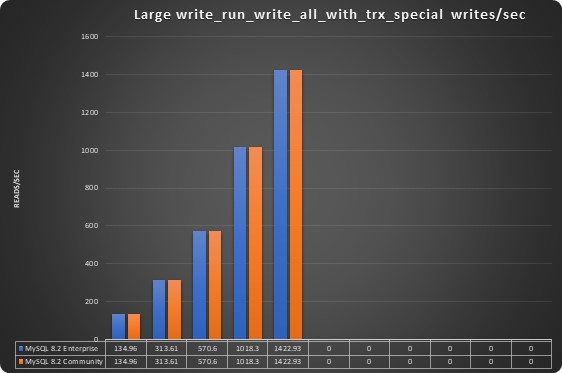 Large write_run_write_all_with_trx_special writes/sec
1600
1400
1200
1000
800
600
400
200
0
READS/SEC
MySQL 8.2 Enterprise 134.96 313.61 570.6 1018.3 1422.93 0 0 0 0 0 0
MySQL 8.2 Community 134.96 313.61 570.6 1018.3 1422.93 0 0 0 0 0 0